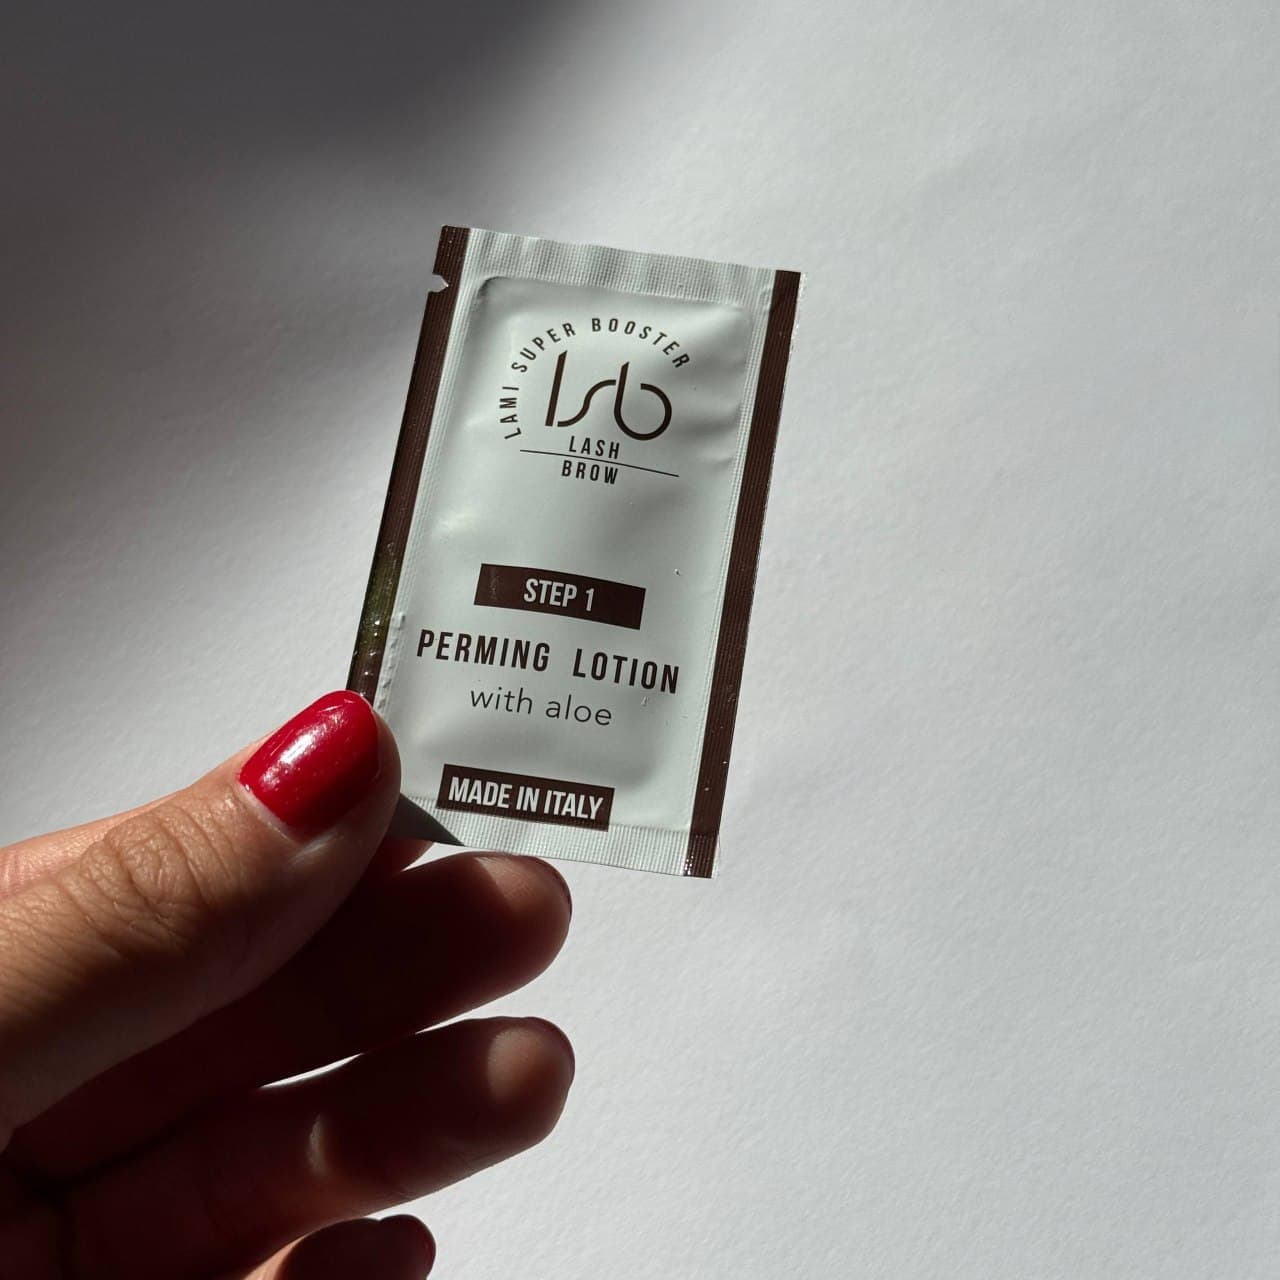 LAMI SUPER BOOSTER
lsb
LASH
BROW
STEP 1
PERMING LOTION
with aloe
MADE IN ITALY